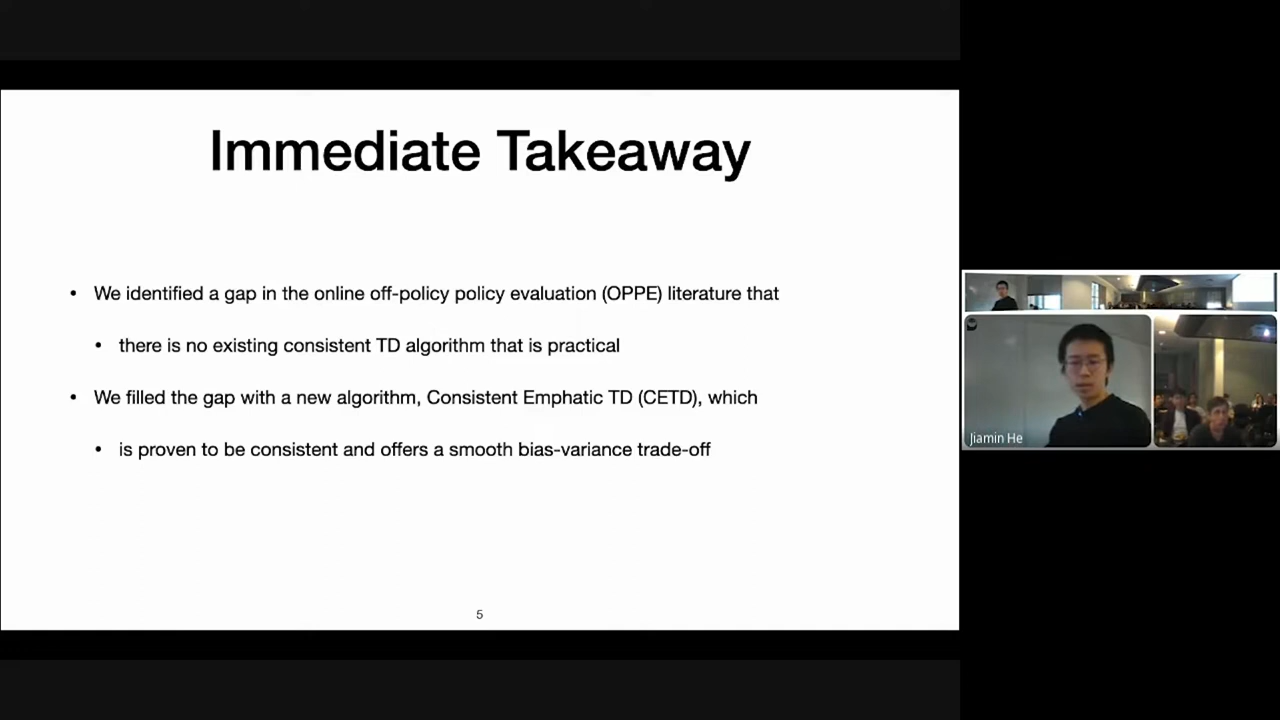 Immediate Takeaway
• We identified a gap in the online off-policy policy evaluation (OPPE) literature that
• there is no existing consistent TD algorithm that is practical
• We filled the gap with a new algorithm, Consistent Emphatic TD (CETD), which
• is proven to be consistent and offers a smooth bias-variance trade-off
5
Jiamin He